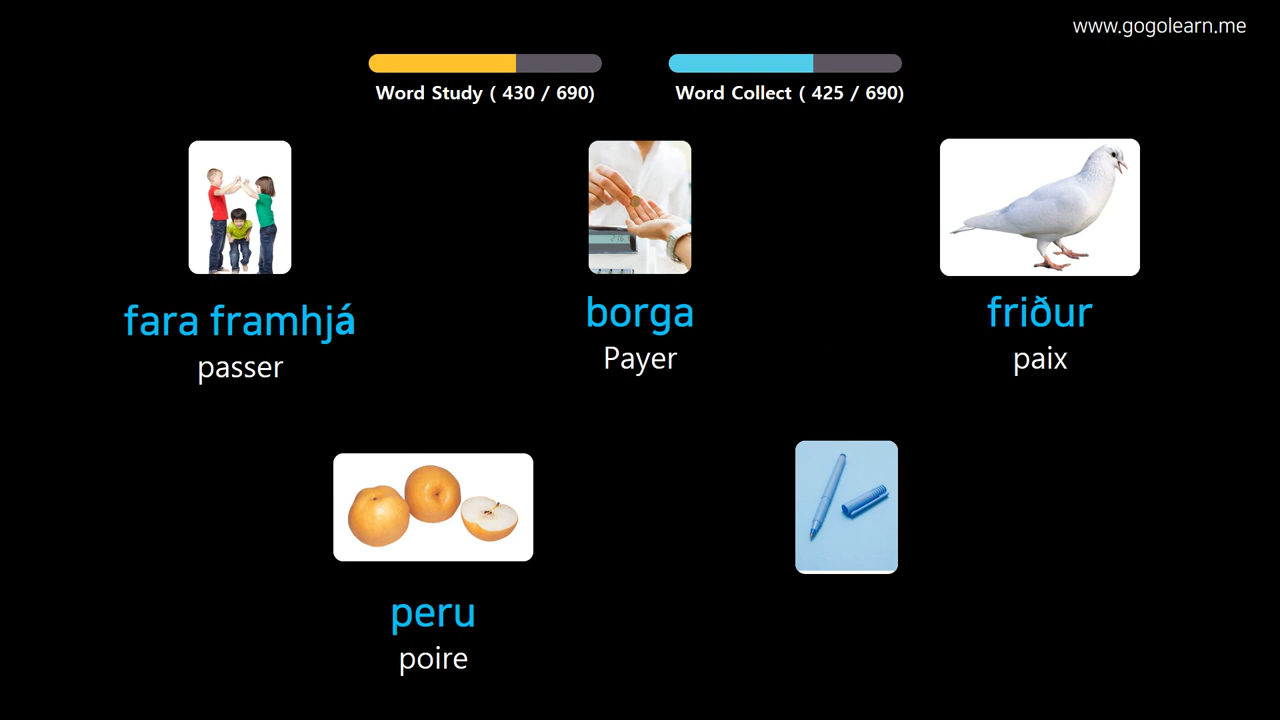 www.gogolearn.me
Word Study ( 430 / 690)
Word Collect ( 425 / 690)
fara framhjá
passer
borga
Payer
friður
paix
peru
poire